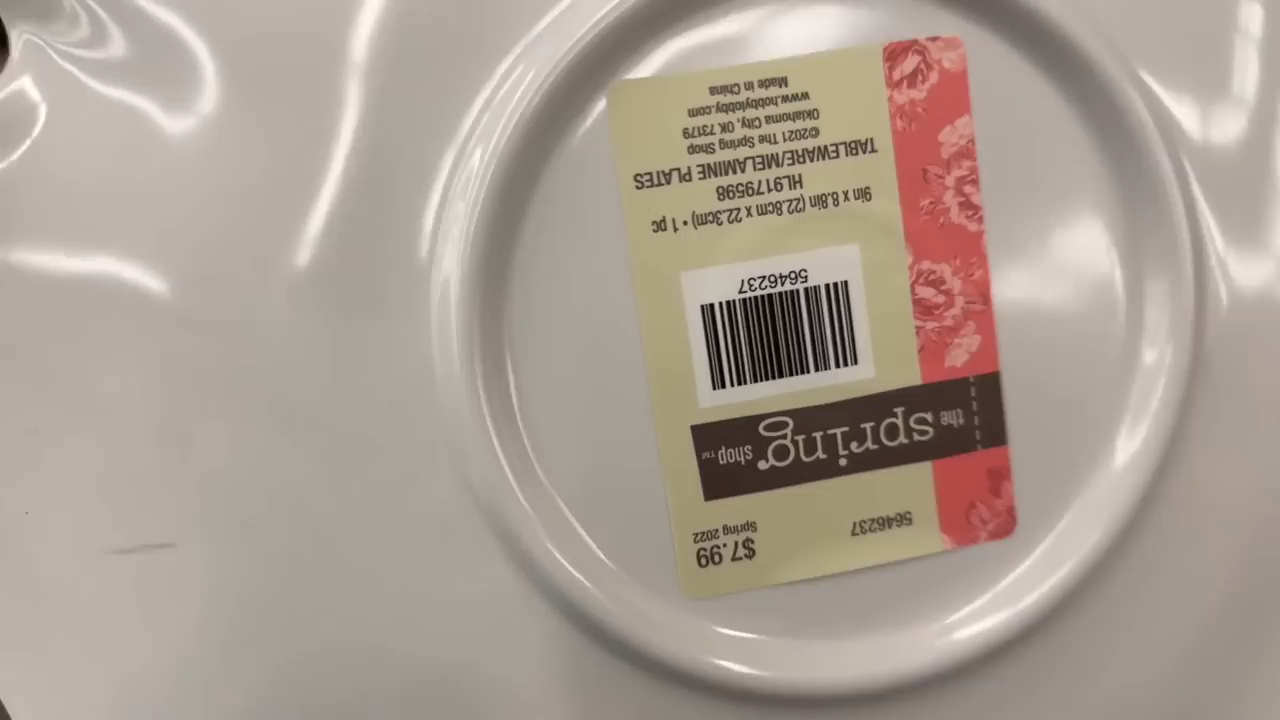 $7.99
Spring 2022
5646237
the spring shop™
5646237
9in x 8.8in (22.8cm x 22.3cm) • 1 pc
HL9179598
TABLEWARE/MELAMINE PLATES
©2021 The Spring Shop
Oklahoma City, OK 73179
www.hobbylobby.com
Made in China